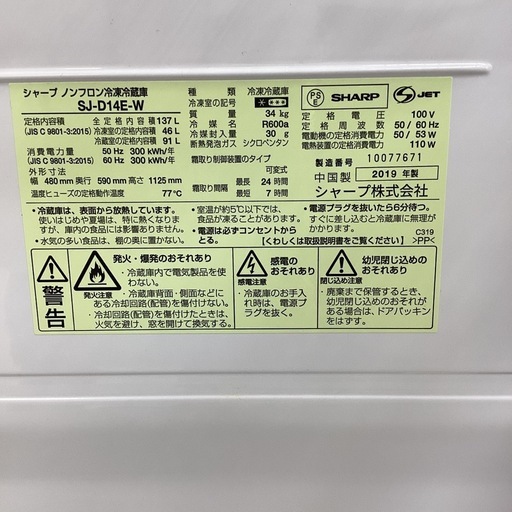 シャープ ノンフロン冷凍冷蔵庫
SJ-D14E-W
定格内容積 全定格内容積 137 L
(JIS C 9801-3:2015) 冷凍室の定格内容積 46 L
冷蔵室の定格内容積 91 L
消費電力量 50 Hz 300 kWh/年
(JIS C 9801-3:2015) 60 Hz 300 kWh/年
外形寸法
幅 480 mm 奥行 590 mm 高さ 1125 mm
温度ヒューズの定格動作温度 77℃
種類 冷凍冷蔵庫
冷凍室の記号
質量 34 kg
冷媒名 R600a
冷媒封入量 30 g
断熱発泡ガス シクロペンタン
霜取り制御装置のタイプ
可変式
霜取り間隔 最長 24 時間
最短 7 時間
PS
E
SHARP
S JET
定格電圧 100 V
定格周波数 50 / 60 Hz
電動機の定格消費電力 50 / 53 W
電熱装置の定格消費電力 110 W
製造番号 10077671
中国製 2019 年製
シャープ株式会社
• 冷蔵庫は、表面から放熱しています。
使いはじめや夏場は、特に熱くなりますが、庫内の食品には影響ありません。
• 水気の多い食品は、棚の奥に置かない。
• 室温が約5℃以下になるところでは、食品が凍ることがあります。
• 電源は必ずコンセントからとる。
• 電源プラグを抜いたら6分待つ。
すぐに差し込むと冷蔵庫に無理がかかります。
【くわしくは取扱説明書をご覧ください】
C319
>PP<
警告
発火・爆発のおそれあり
発火注意
• 冷蔵庫内で電気製品を使わない。
• 冷蔵庫背面・側面などにある冷却回路(配管)を傷付けない。
• 冷却回路(配管)を傷付けたときは、火気を避け、窓を開けて換気する。
感電のおそれあり
感電注意
• 冷蔵庫のお手入れ時は、電源プラグを抜く。
幼児閉じ込めのおそれあり
閉じ込め注意
• 廃棄まで保管する時、幼児閉じ込めのおそれがある場合は、ドアパッキンをはずす。